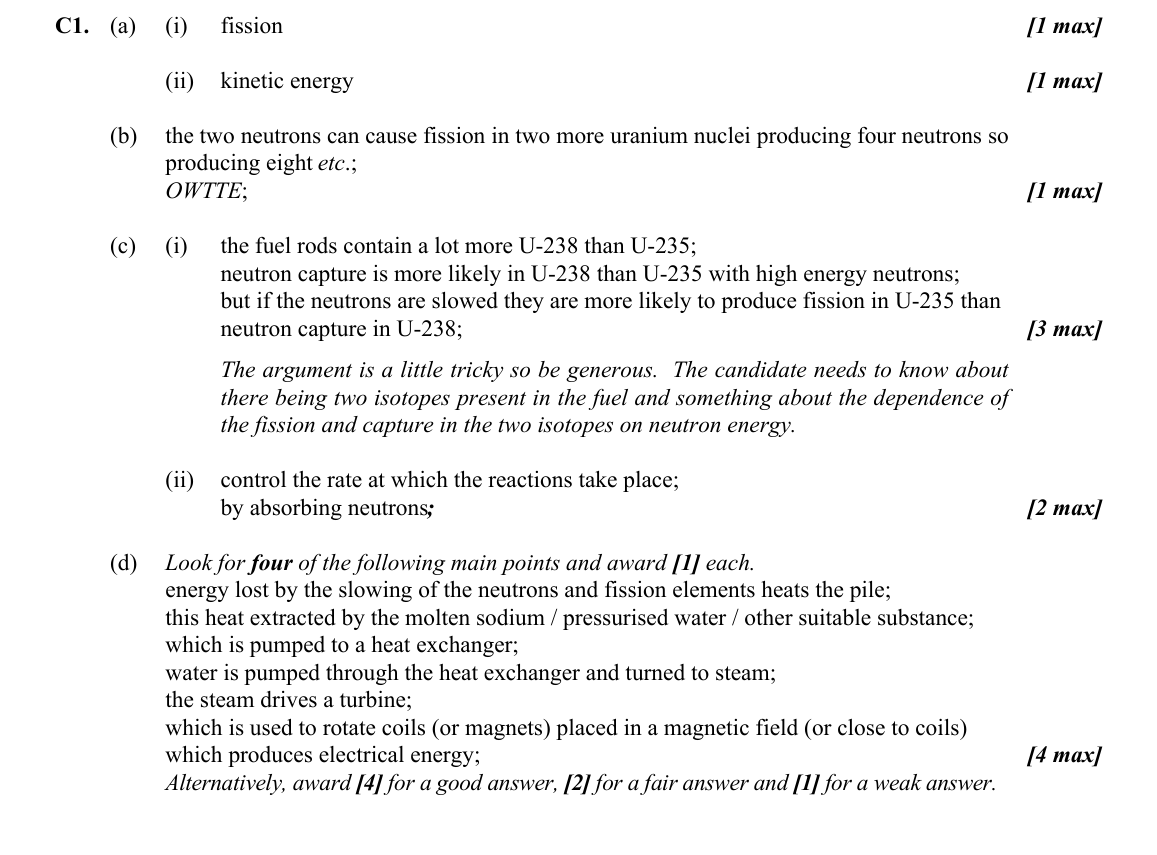 C1. (a) (i) fission [1 max]
(ii) kinetic energy [1 max]
(b) the two neutrons can cause fission in two more uranium nuclei producing four neutrons so
producing eight etc.;
OWTTE; [1 max]
(c) (i) the fuel rods contain a lot more U-238 than U-235;
neutron capture is more likely in U-238 than U-235 with high energy neutrons;
but if the neutrons are slowed they are more likely to produce fission in U-235 than
neutron capture in U-238; [3 max]
The argument is a little tricky so be generous. The candidate needs to know about
there being two isotopes present in the fuel and something about the dependence of
the fission and capture in the two isotopes on neutron energy.
(ii) control the rate at which the reactions take place;
by absorbing neutrons; [2 max]
(d) Look for four of the following main points and award [1] each.
energy lost by the slowing of the neutrons and fission elements heats the pile;
this heat extracted by the molten sodium / pressurised water / other suitable substance;
which is pumped to a heat exchanger;
water is pumped through the heat exchanger and turned to steam;
the steam drives a turbine;
which is used to rotate coils (or magnets) placed in a magnetic field (or close to coils)
which produces electrical energy; [4 max]
Alternatively, award [4] for a good answer, [2] for a fair answer and [1] for a weak answer.